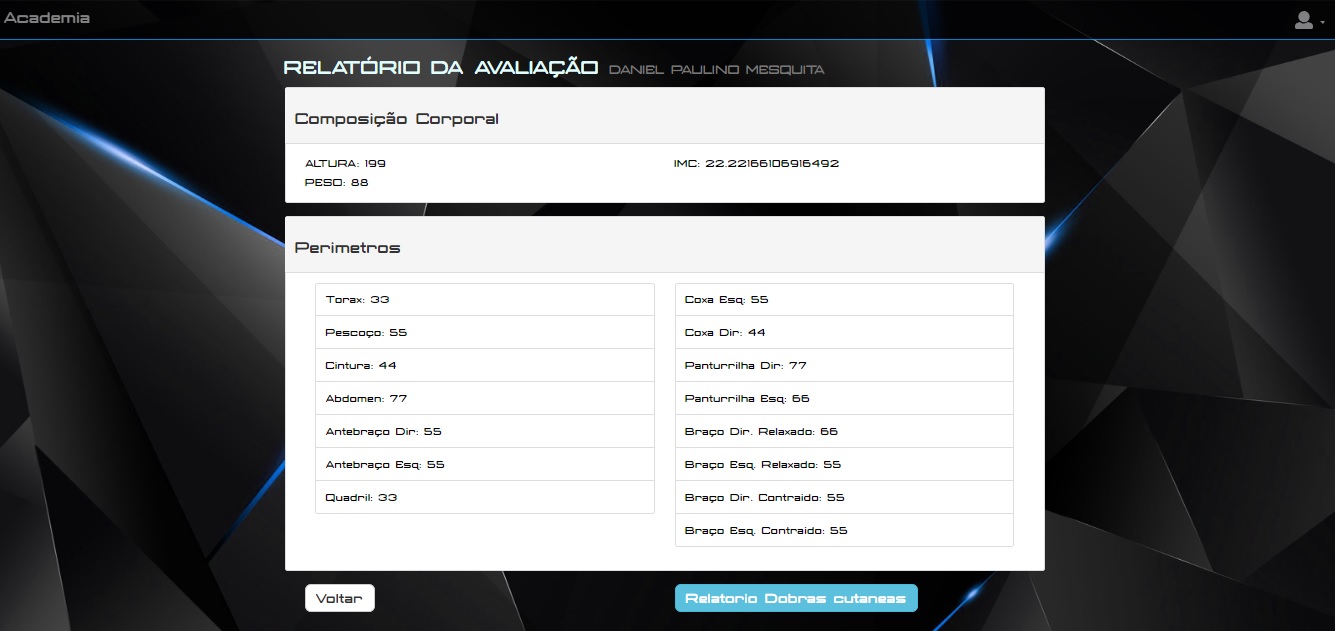 Academia
RELATÓRIO DA AVALIAÇÃO DANIEL PAULINO MESQUITA
Composição Corporal
ALTURA: 199
IMC: 22.22166106916492
PESO: 88
Perimetros
Torax: 33
Pescoço: 55
Cintura: 44
Abdomen: 77
Antebraço Dir: 55
Antebraço Esq: 55
Quadril: 33
Coxa Esq: 55
Coxa Dir: 44
Panturrilha Dir: 77
Panturrilha Esq: 66
Braço Dir. Relaxado: 66
Braço Esq. Relaxado: 55
Braço Dir. Contraido: 55
Braço Esq. Contraido: 55
Voltar
Relatorio Dobras cutaneas